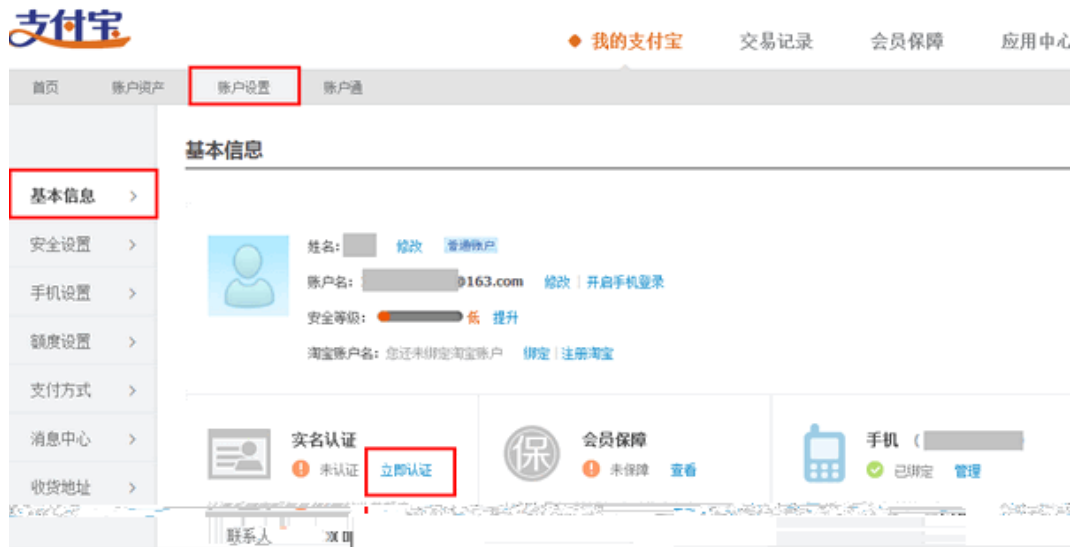 支付宝
我的支付宝 交易记录 会员保障 应用中心
首页 账户资产 账户设置 账户通
基本信息
基本信息
安全设置
手机设置
额度设置
支付方式
消息中心
收货地址
姓名: 修改 普通账户
账户名: @163.com 修改 | 开启手机登录
安全等级: 低 提升
淘宝账户名: 您还未绑定淘宝账户 绑定 | 注册淘宝
实名认证
未认证 立即认证
保
会员保障
未保障 查看
手机 (
已绑定 管理
联系人